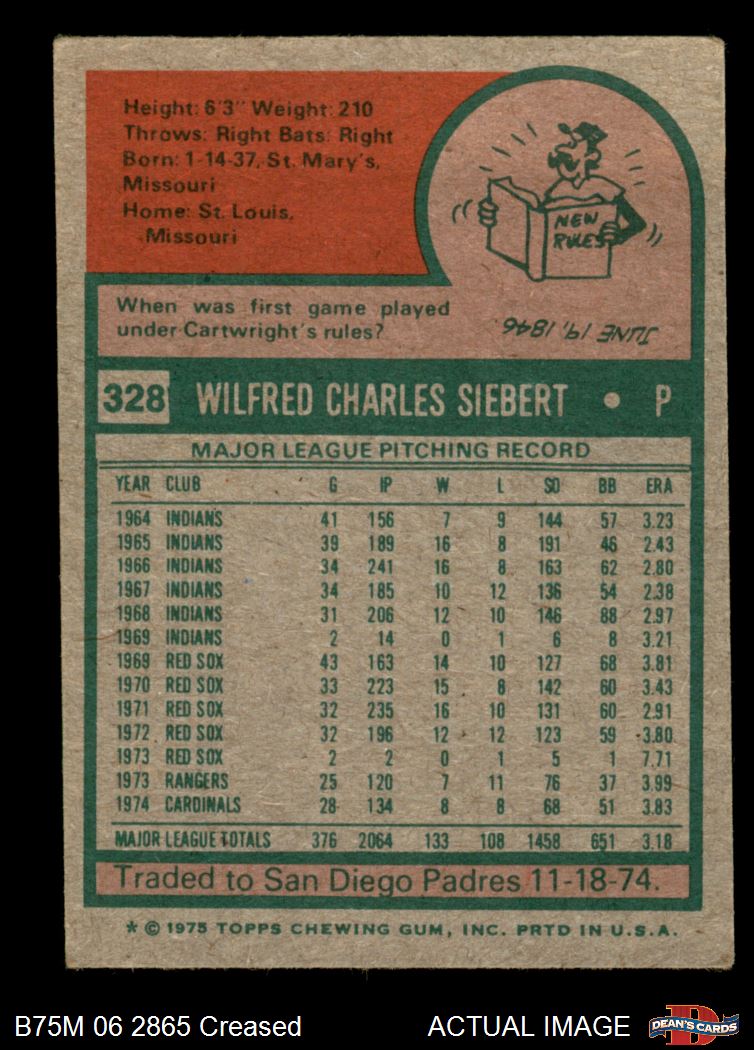 Height: 6'3" Weight: 210
Throws: Right Bats: Right
Born: 1-14-37, St. Mary's,
Missouri
Home: St. Louis,
Missouri
NEW
RULES
When was first game played
under Cartwright's rules?
JUNE 19, 1846
328 WILFRED CHARLES SIEBERT • P
MAJOR LEAGUE PITCHING RECORD
YEAR CLUB G IP W L SO BB ERA
1964 INDIANS 41 156 7 9 144 57 3.23
1965 INDIANS 39 189 16 8 191 46 2.43
1966 INDIANS 34 241 16 8 163 62 2.80
1967 INDIANS 34 185 10 12 136 54 2.38
1968 INDIANS 31 206 12 10 146 88 2.97
1969 INDIANS 2 14 0 1 6 8 3.21
1969 RED SOX 43 163 14 10 127 68 3.81
1970 RED SOX 33 223 15 8 142 60 3.43
1971 RED SOX 32 235 16 10 131 60 2.91
1972 RED SOX 32 196 12 12 123 59 3.80
1973 RED SOX 2 2 0 1 5 1 7.71
1973 RANGERS 25 120 7 11 76 37 3.99
1974 CARDINALS 28 134 8 8 68 51 3.83
MAJOR LEAGUE TOTALS 376 2064 133 108 1458 651 3.18
Traded to San Diego Padres 11-18-74.
* © 1975 TOPPS CHEWING GUM, INC. PRTD IN U.S.A.
B75M 06 2865 Creased ACTUAL IMAGE
D
DEAN'S CARDS